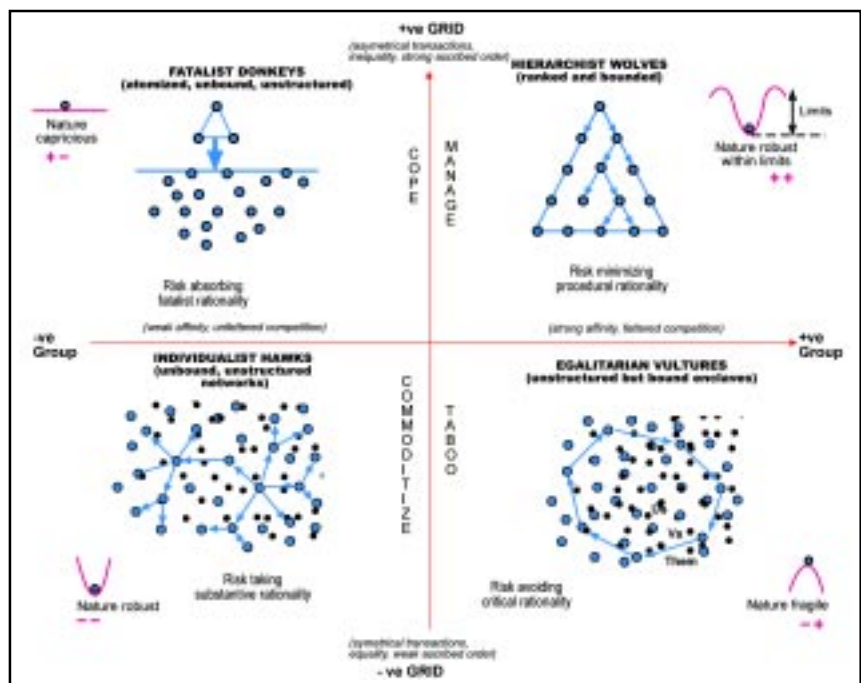 +ve GRID
(asymetrical transactions,
inequality, strong ascribed order)
FATALIST DONKEYS
(atomized, unbound, unstructured)
HIERARCHIST WOLVES
(ranked and bounded)
Nature
capricious
+ -
Limits
Nature robust
within limits
+ +
COPE
MANAGE
Risk absorbing
fatalist rationality
Risk minimizing
procedural rationality
-ve
Group
(weak affinity, unfettered competition)
(strong affinity, fettered competition)
+ve
Group
INDIVIDUALIST HAWKS
(unbound, unstructured
networks)
EGALITARIAN VULTURES
(unstructured but bound enclaves)
COMMODITIZE
TABOO
Us
Vs
Them
Nature robust
- -
Risk taking
substantive rationality
Risk avoiding
critical rationality
Nature fragile
- +
(symetrical transactions,
equality, weak ascribed order)
- ve GRID